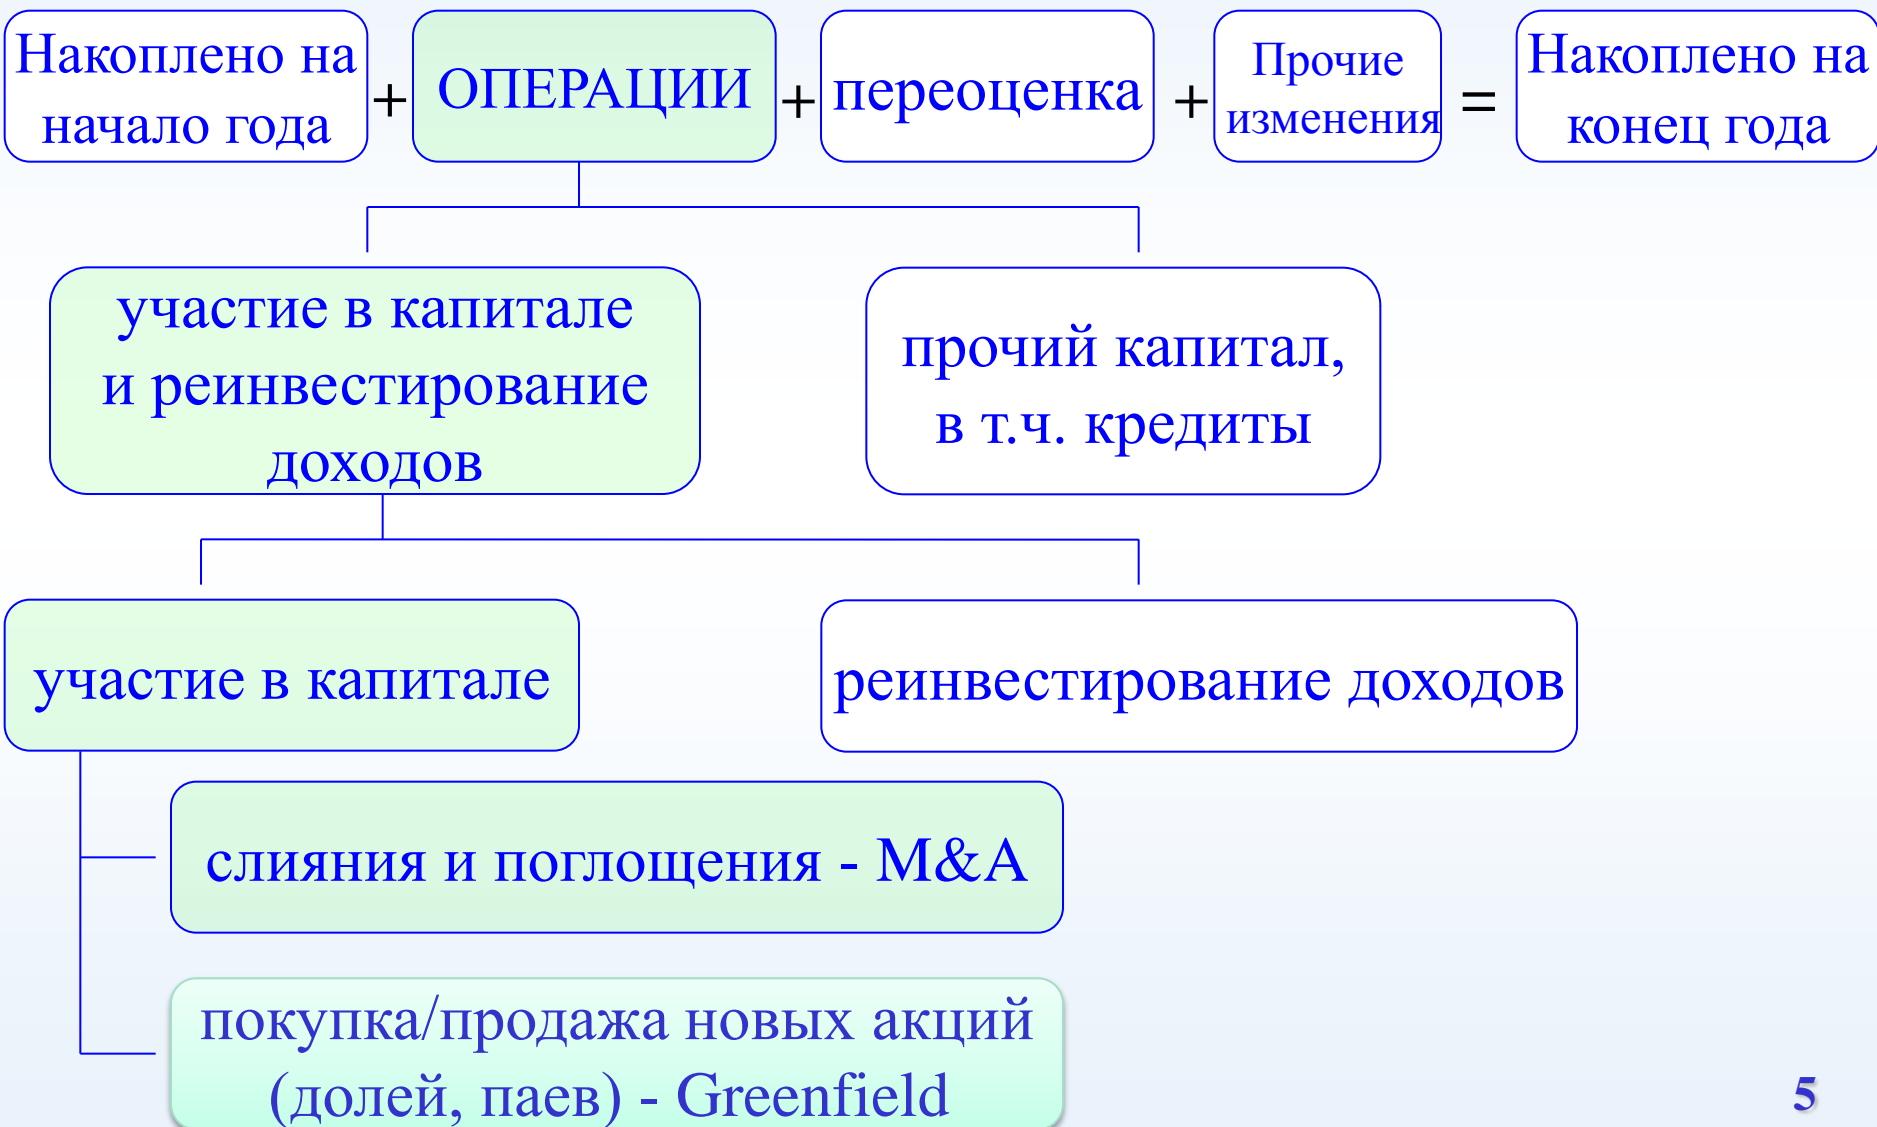 Накоплено на
начало года
+
ОПЕРАЦИИ
+
переоценка
+
Прочие
изменения
=
Накоплено на
конец года
участие в капитале
и реинвестирование
доходов
прочий капитал,
в т.ч. кредиты
участие в капитале
реинвестирование доходов
слияния и поглощения - M&A
покупка/продажа новых акций
(долей, паев) - Greenfield
5